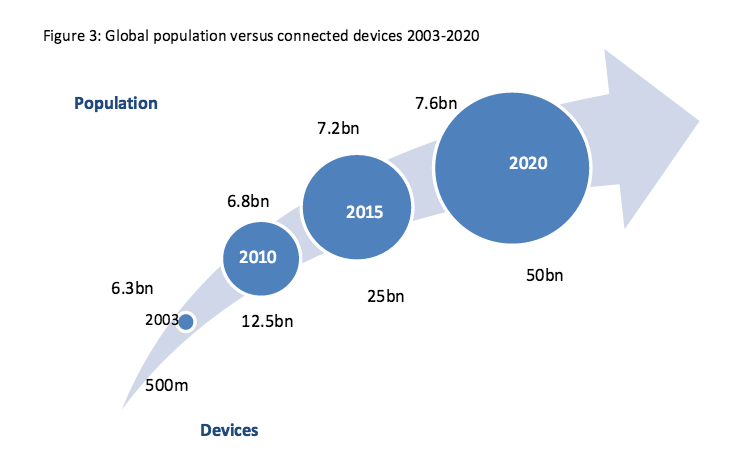 Figure 3: Global population versus connected devices 2003-2020
Population
7.6bn
7.2bn
2020
6.8bn
2015
2010
50bn
6.3bn
25bn
2003
12.5bn
500m
Devices